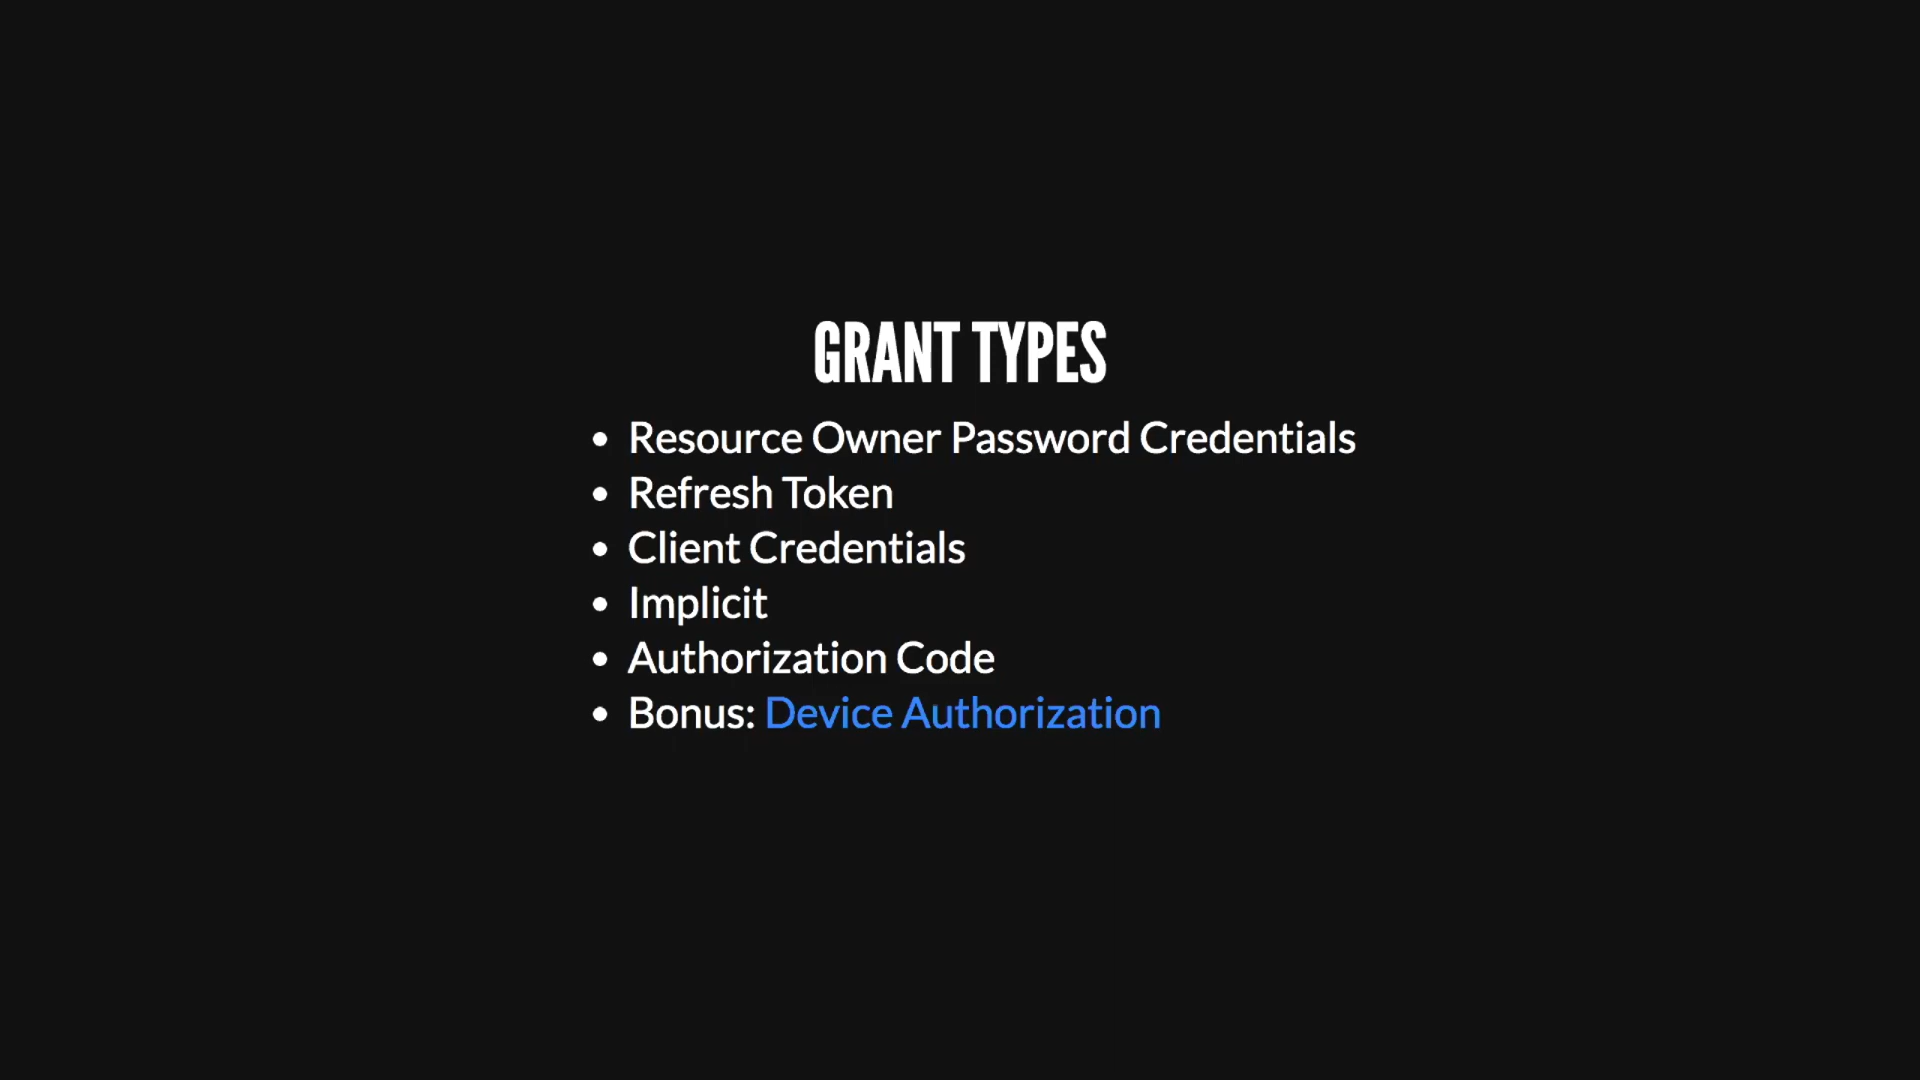 GRANT TYPES
• Resource Owner Password Credentials
• Refresh Token
• Client Credentials
• Implicit
• Authorization Code
• Bonus: Device Authorization